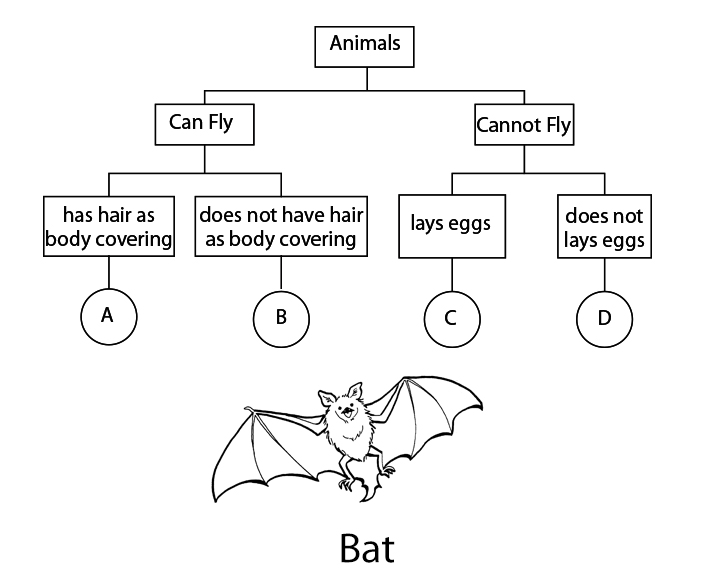 Animals
Can Fly
Cannot Fly
has hair as
body covering
does not have hair
as body covering
lays eggs
does not
lays eggs
A
B
C
D
Bat